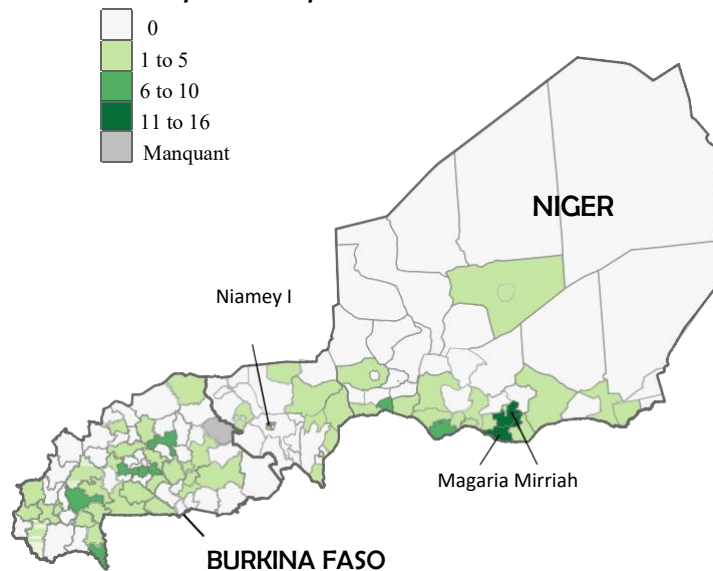 0
1 to 5
6 to 10
11 to 16
Manquant
NIGER
Niamey I
Magaria Mirriah
BURKINA FASO